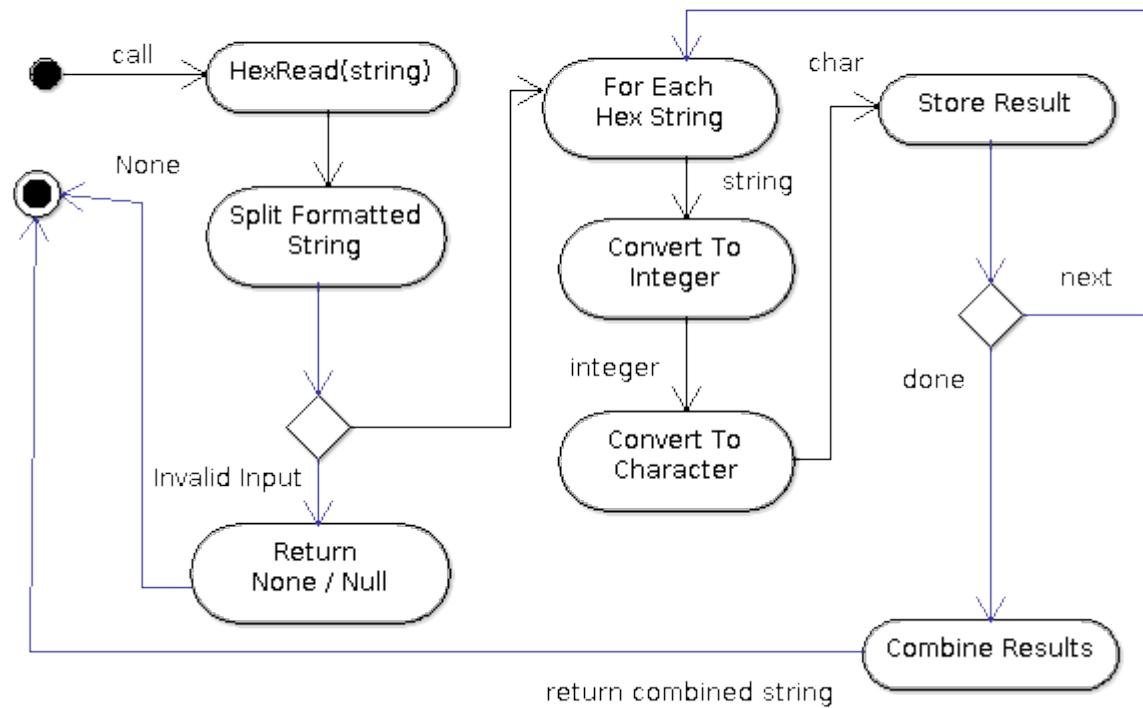 call
HexRead(string)
None
Split Formatted
String
Invalid Input
Return
None / Null
For Each
Hex String
string
Convert To
Integer
integer
Convert To
Character
char
Store Result
next
done
Combine Results
return combined string